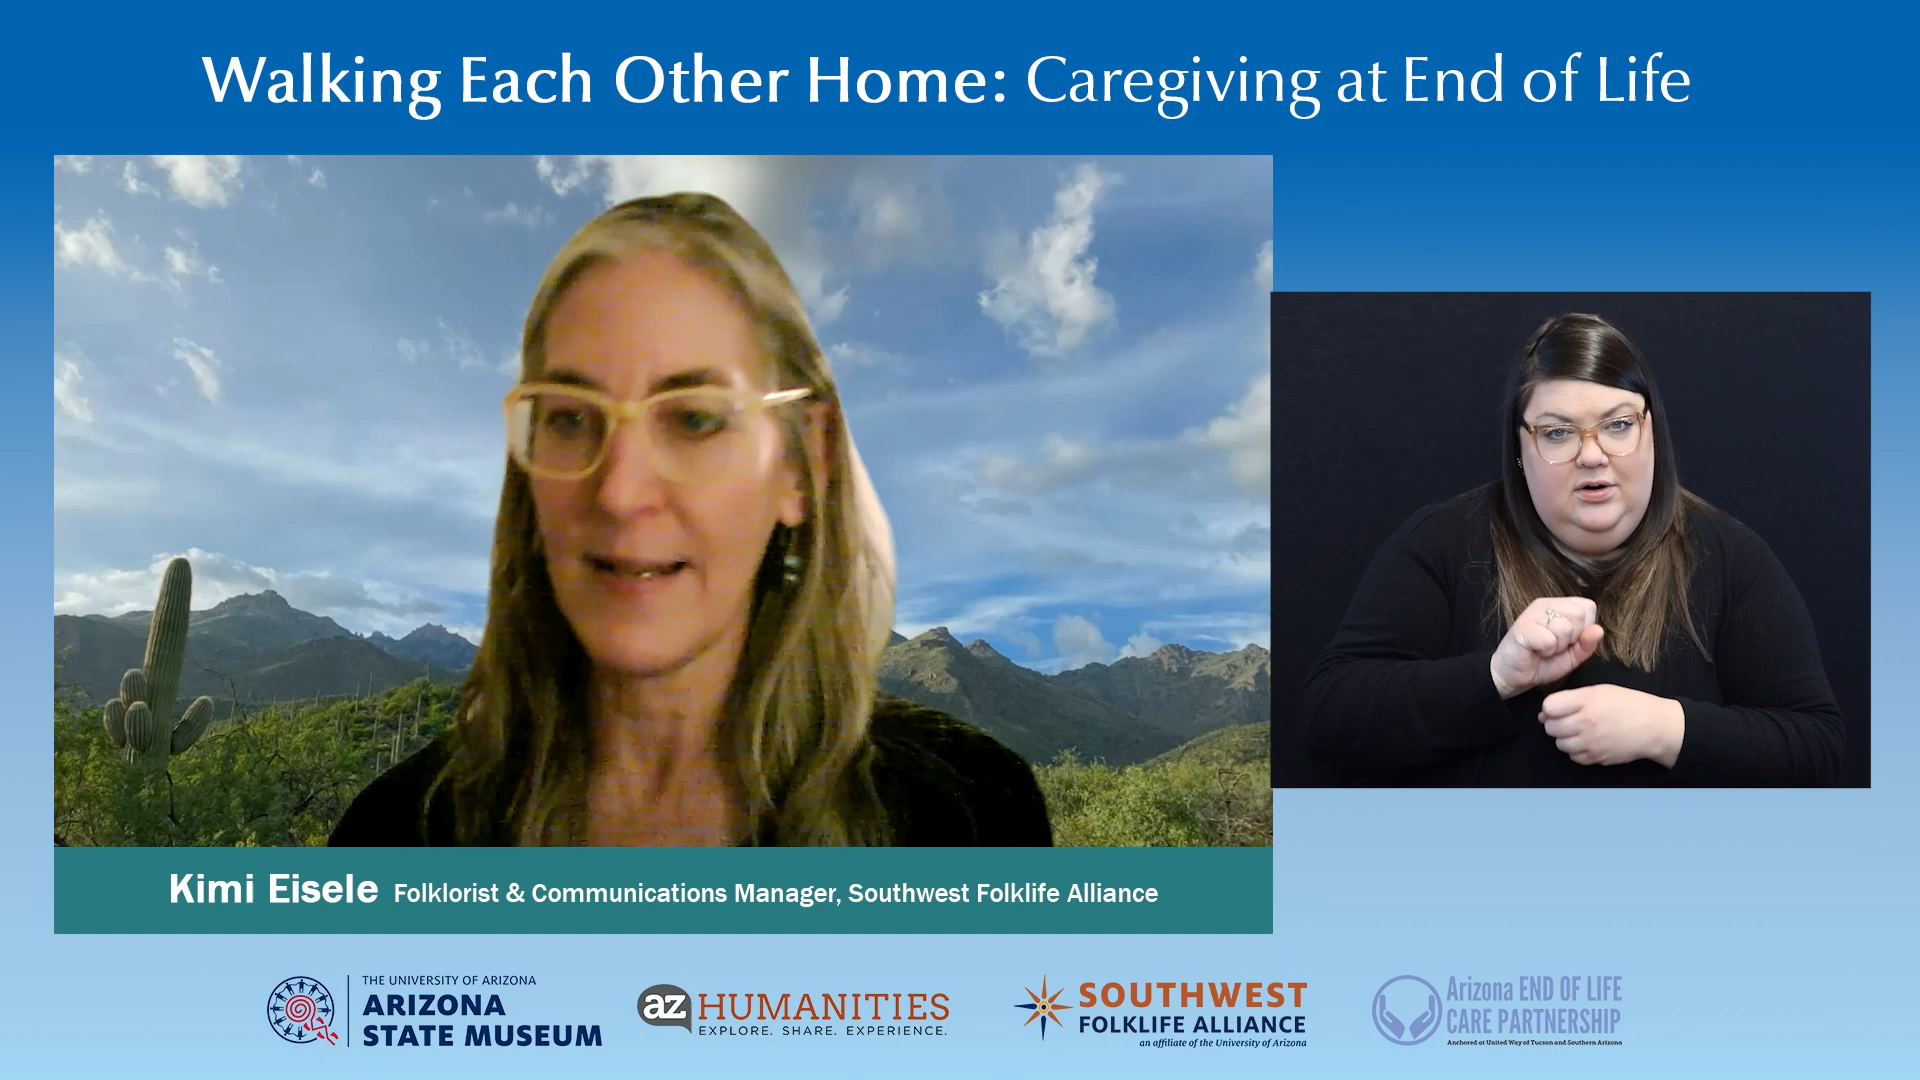 Walking Each Other Home: Caregiving at End of Life
Kimi Eisele Folklorist & Communications Manager, Southwest Folklife Alliance
THE UNIVERSITY OF ARIZONA
ARIZONA
STATE MUSEUM
az HUMANITIES
EXPLORE. SHARE. EXPERIENCE.
SOUTHWEST
FOLKLIFE ALLIANCE
an affiliate of the University of Arizona
Arizona END OF LIFE
CARE PARTNERSHIP
Anchored at United Way of Tucson and Southern Arizona